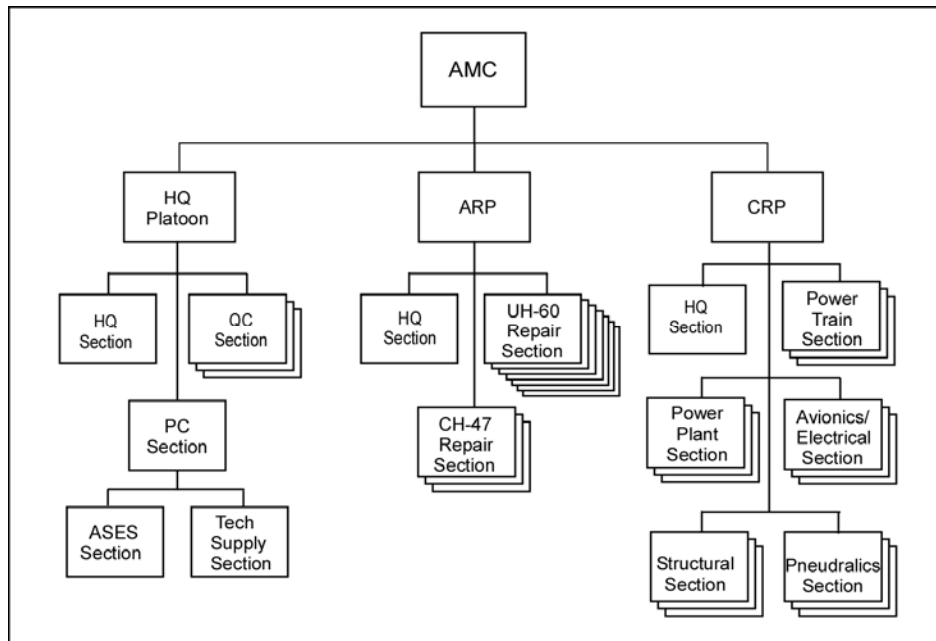 AMC
HQ
Platoon
ARP
CRP
HQ
Section
QC
Section
HQ
Section
UH-60
Repair
Section
HQ
Section
Power
Train
Section
PC
Section
CH-47
Repair
Section
Power
Plant
Section
Avionics/
Electrical
Section
ASES
Section
Tech
Supply
Section
Structural
Section
Pneudralics
Section